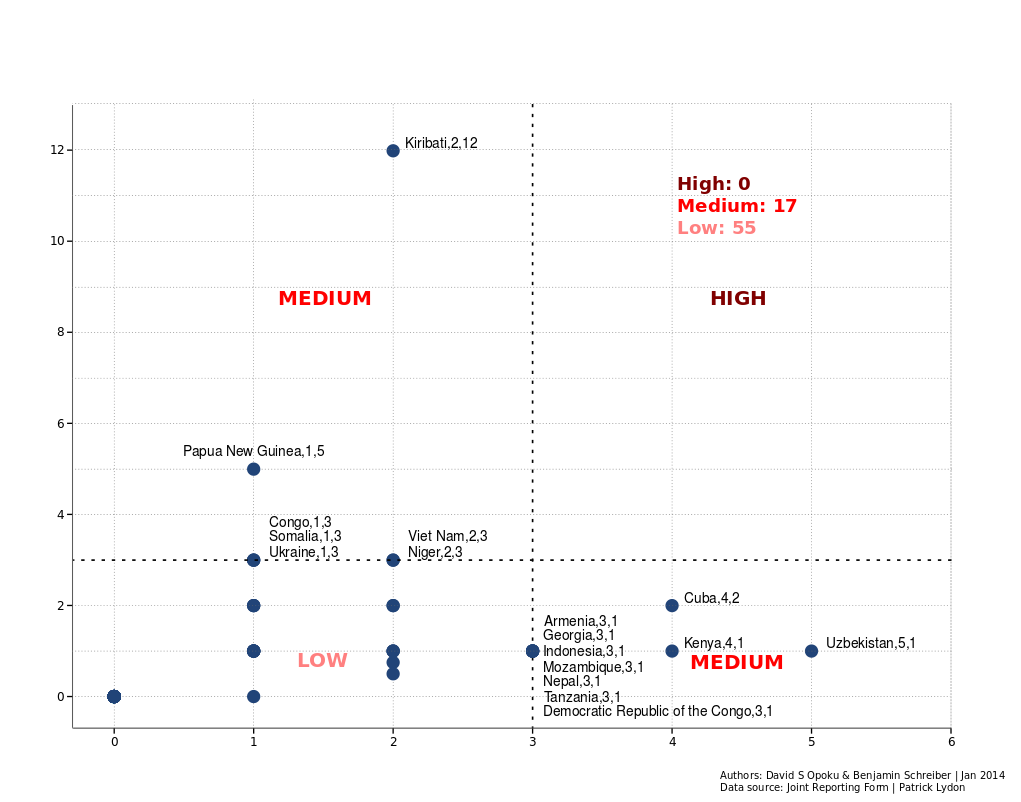 12
Kiribati,2,12
High: 0
Medium: 17
Low: 55
10
MEDIUM
HIGH
8
6
Papua New Guinea,1,5
4
Congo,1,3
Somalia,1,3
Ukraine,1,3
Viet Nam,2,3
Niger,2,3
2
Cuba,4,2
Armenia,3,1
Georgia,3,1
Indonesia,3,1
Mozambique,3,1
Nepal,3,1
Tanzania,3,1
Democratic Republic of the Congo,3,1
Kenya,4,1
Uzbekistan,5,1
LOW
MEDIUM
0
0 1 2 3 4 5 6
Authors: David S Opoku & Benjamin Schreiber | Jan 2014
Data source: Joint Reporting Form | Patrick Lydon